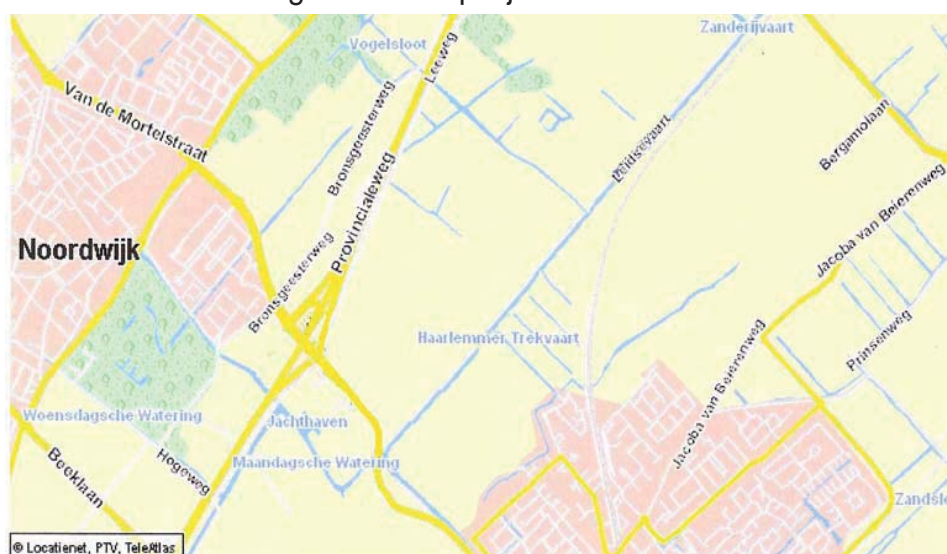 Zanderijvaart
Vogelsloot
Leeweg
Van de Mortelstraat
Bronsgeesterweg
Leidsevaart
Bergamolaan
Provincialeweg
Jacoba van Beierenweg
Noordwijk
Bronsgeesterweg
Haarlemmer Trekvaart
Jacoba van Beierenweg
Prinsenweg
Woensdagsche Watering
Jachthaven
Hogeweg
Maandagsche Watering
Beeklaan
© Locatienet, PTV, TeleAtlas